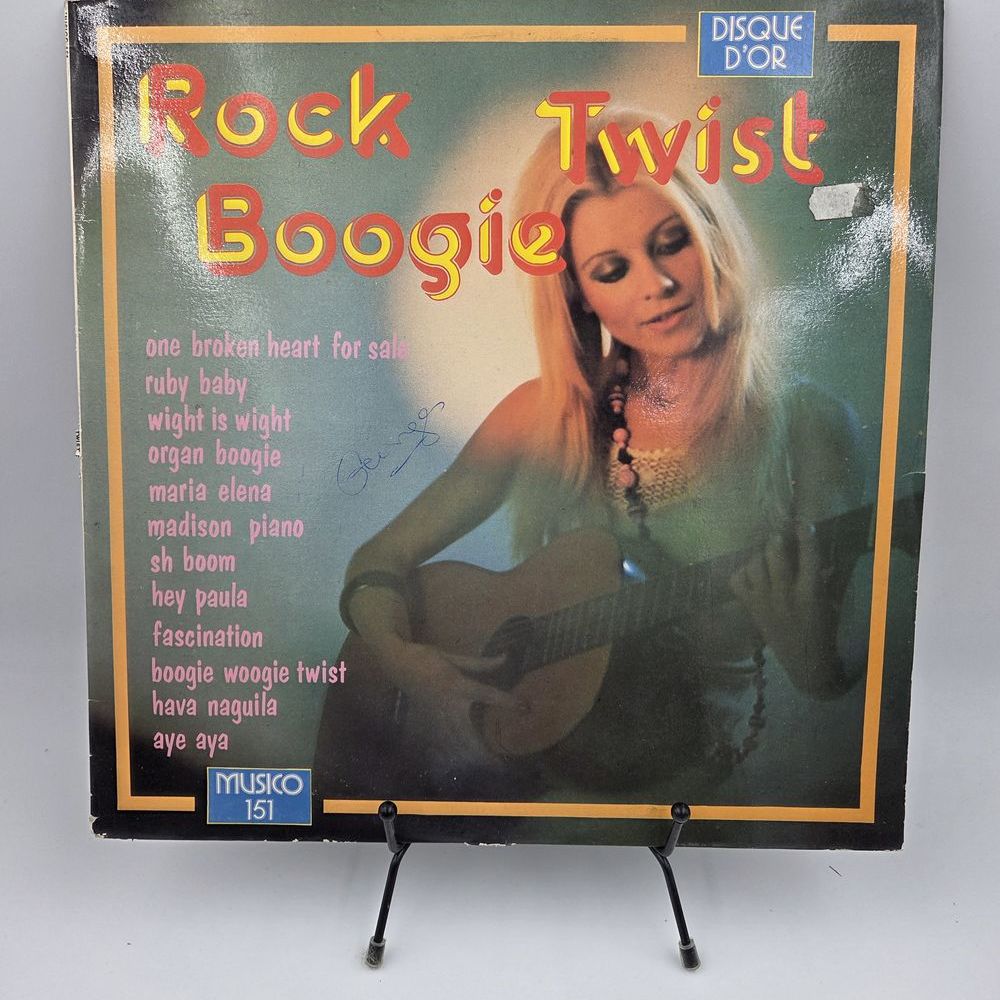 DISQUE
D'OR
Rock Twist
Boogie
one broken heart for sale
ruby baby
wight is wight
organ boogie
maria elena
madison piano
sh boom
hey paula
fascination
boogie woogie twist
hava naguila
aye aya
MUSICO
151